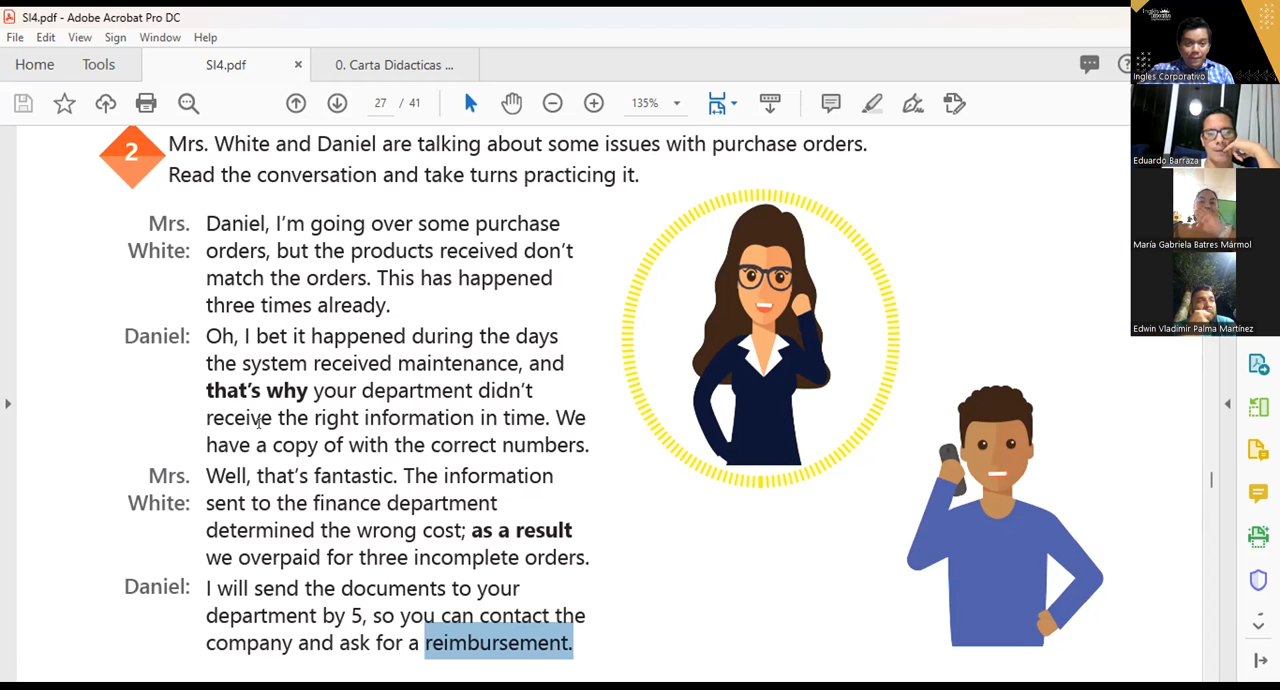 SI4.pdf - Adobe Acrobat Pro DC
File Edit View Sign Window Help
Home Tools SI4.pdf × 0. Carta Didacticas ...
27 / 41 135%
2 Mrs. White and Daniel are talking about some issues with purchase orders.
Read the conversation and take turns practicing it.
Mrs. Daniel, I'm going over some purchase
White: orders, but the products received don't
match the orders. This has happened
three times already.
Daniel: Oh, I bet it happened during the days
the system received maintenance, and
that's why your department didn't
receive the right information in time. We
have a copy of with the correct numbers.
Mrs. Well, that's fantastic. The information
White: sent to the finance department
determined the wrong cost; as a result
we overpaid for three incomplete orders.
Daniel: I will send the documents to your
department by 5, so you can contact the
company and ask for a reimbursement.
Inglés Corporativo
Eduardo Barraza
María Gabriela Batres Mármol
Edwin Vladimir Palma Martínez